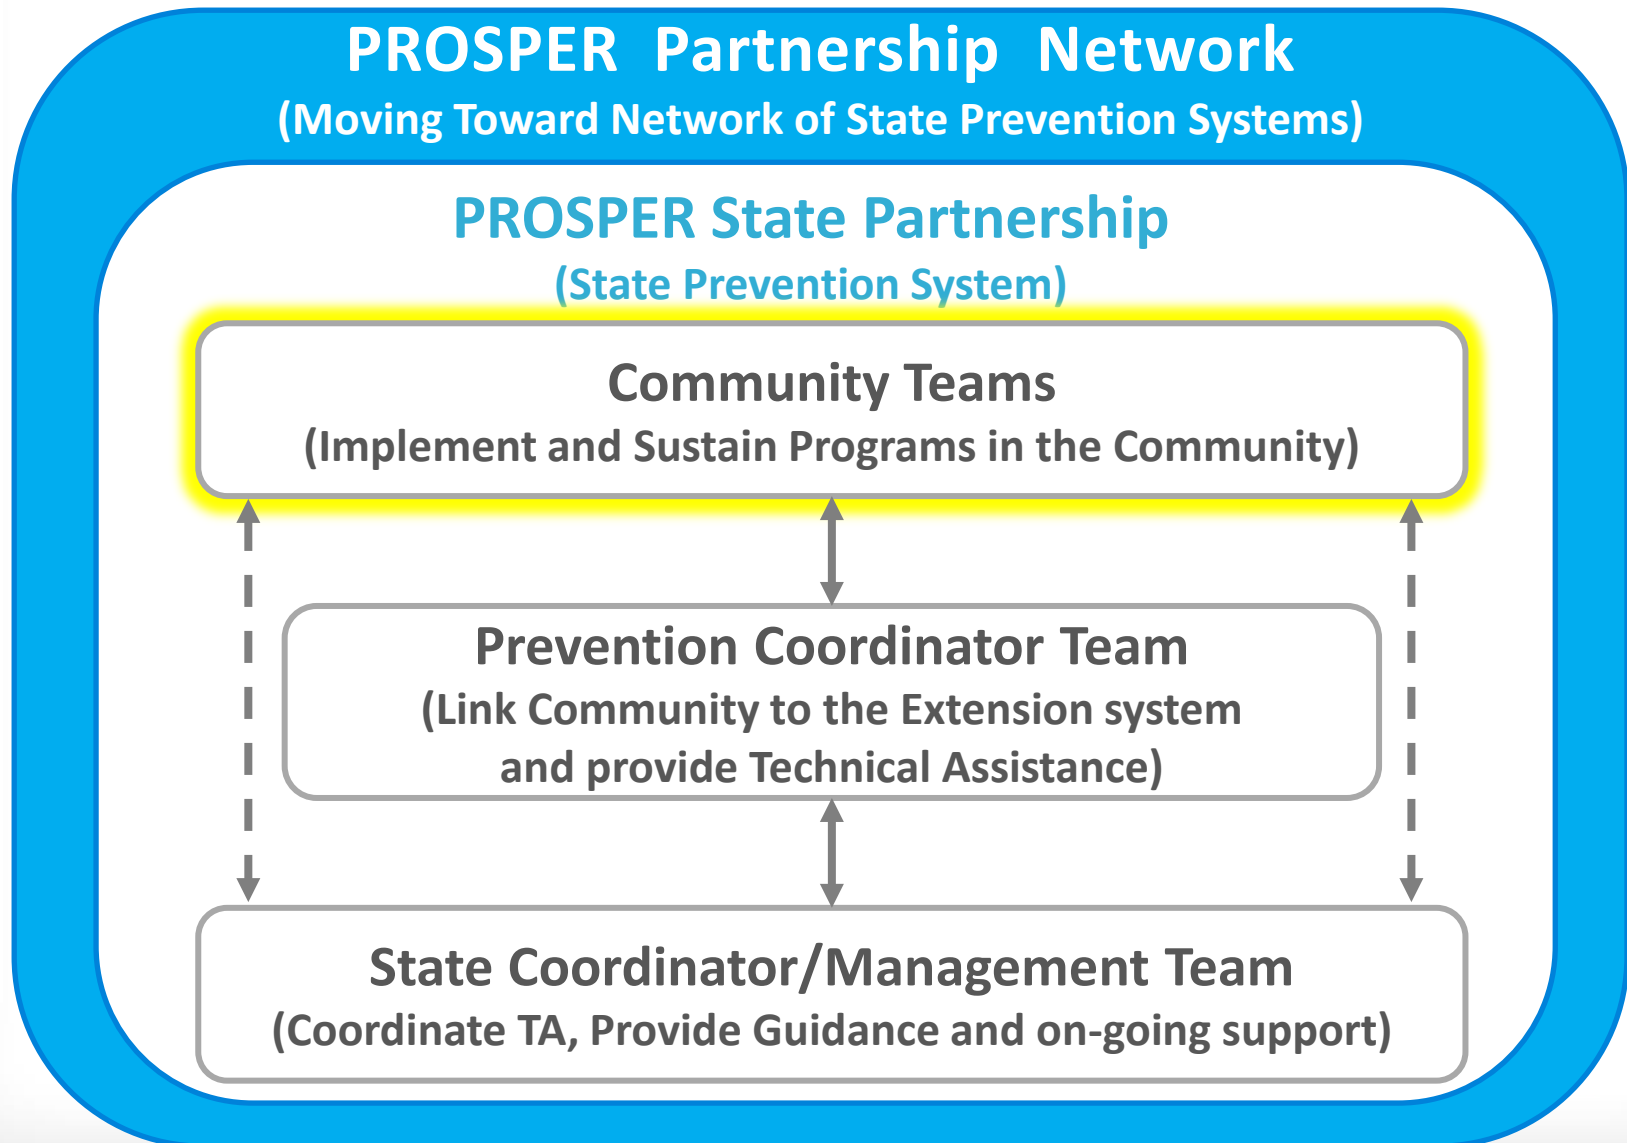 PROSPER Partnership Network
(Moving Toward Network of State Prevention Systems)
PROSPER State Partnership
(State Prevention System)
Community Teams
(Implement and Sustain Programs in the Community)
Prevention Coordinator Team
(Link Community to the Extension system
and provide Technical Assistance)
State Coordinator/Management Team
(Coordinate TA, Provide Guidance and on-going support)